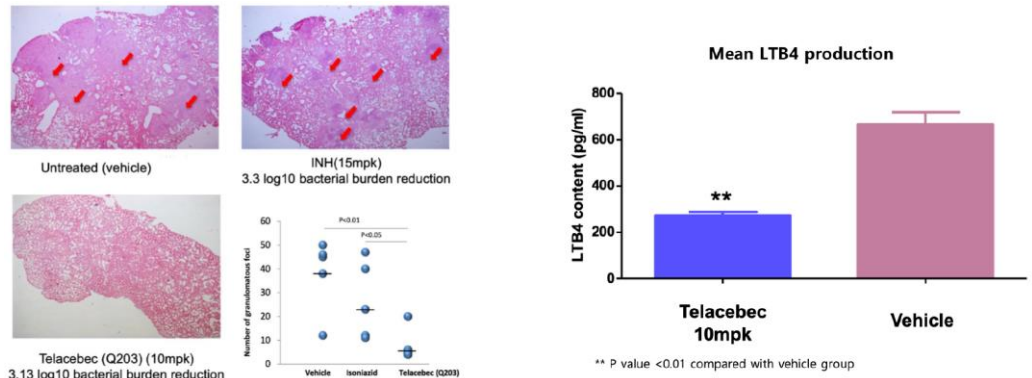 Untreated (vehicle)
INH(15mpk)
3.3 log10 bacterial burden reduction
Telacebec (Q203) (10mpk)
3.13 log10 bacterial burden reduction
Number of granulomatous foci
60
50
40
30
20
10
0
P<0.01
P<0.05
Vehicle
Isoniazid
Telacebec (Q203)
Mean LTB4 production
LTB4 content (pg/ml)
800
600
400
200
0
**
Telacebec
10mpk
Vehicle
** P value <0.01 compared with vehicle group